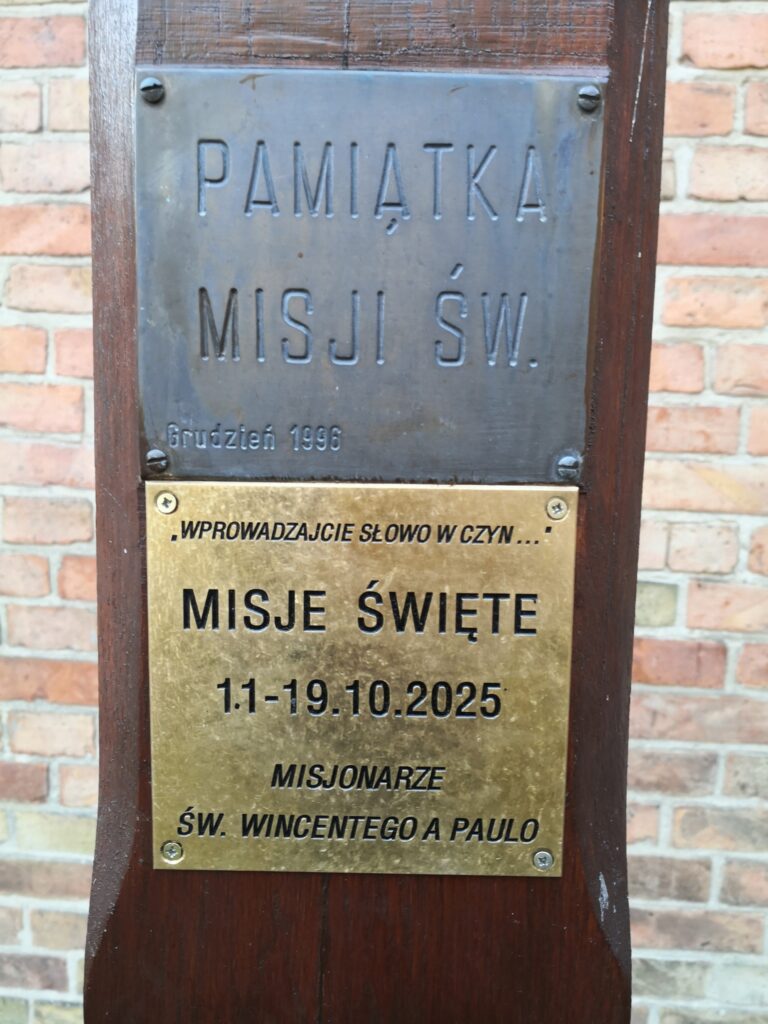 PAMIĄTKA
MISJI ŚW.
Grudzień 1996
„WPROWADZAJCIE SŁOWO W CZYN..."
MISJE ŚWIĘTE
11-19.10.2025
MISJONARZE
ŚW. WINCENTEGO A PAULO